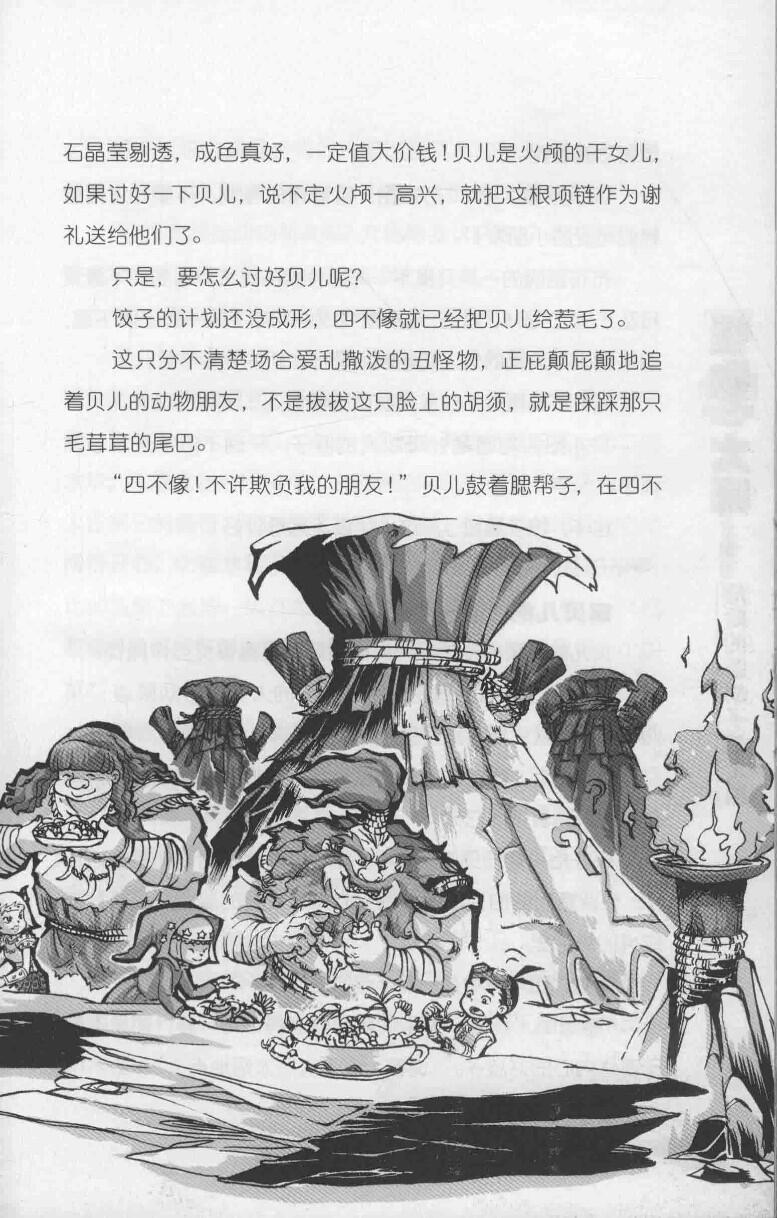 石晶莹剔透，成色真好，一定值大价钱！贝儿是火颅的干女儿，
如果讨好一下贝儿，说不定火颅一高兴，就把这根项链作为谢
礼送给他们了。
只是，要怎么讨好贝儿呢？
饺子的计划还没成形，四不像就已经把贝儿给惹毛了。
这只分不清楚场合爱乱撒泼的丑怪物，正屁颠屁颠地追
着贝儿的动物朋友，不是拔拔这只脸上的胡须，就是踩踩那只
毛茸茸的尾巴。
“四不像！不许欺负我的朋友！”贝儿鼓着腮帮子，在四不